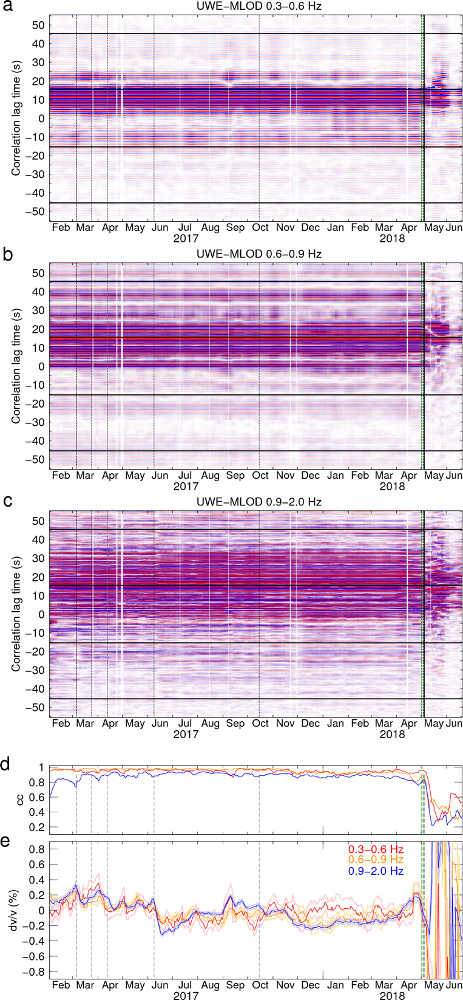 a
UWE−MLOD 0.3−0.6 Hz
50
40
30
20
10
0
−10
−20
−30
−40
−50
Correlation lag time (s)
Feb Mar Apr May Jun Jul Aug Sep Oct Nov Dec Jan Feb Mar Apr May Jun
2017 2018
b
UWE−MLOD 0.6−0.9 Hz
50
40
30
20
10
0
−10
−20
−30
−40
−50
Correlation lag time (s)
Feb Mar Apr May Jun Jul Aug Sep Oct Nov Dec Jan Feb Mar Apr May Jun
2017 2018
c
UWE−MLOD 0.9−2.0 Hz
50
40
30
20
10
0
−10
−20
−30
−40
−50
Correlation lag time (s)
Feb Mar Apr May Jun Jul Aug Sep Oct Nov Dec Jan Feb Mar Apr May Jun
2017 2018
d
1
0.8
0.6
0.4
0.2
cc
e
0.8
0.6
0.4
0.2
0
−0.2
−0.4
−0.6
−0.8
dv/v (%)
0.3−0.6 Hz
0.6−0.9 Hz
0.9−2.0 Hz
Feb Mar Apr May Jun Jul Aug Sep Oct Nov Dec Jan Feb Mar Apr May Jun
2017 2018